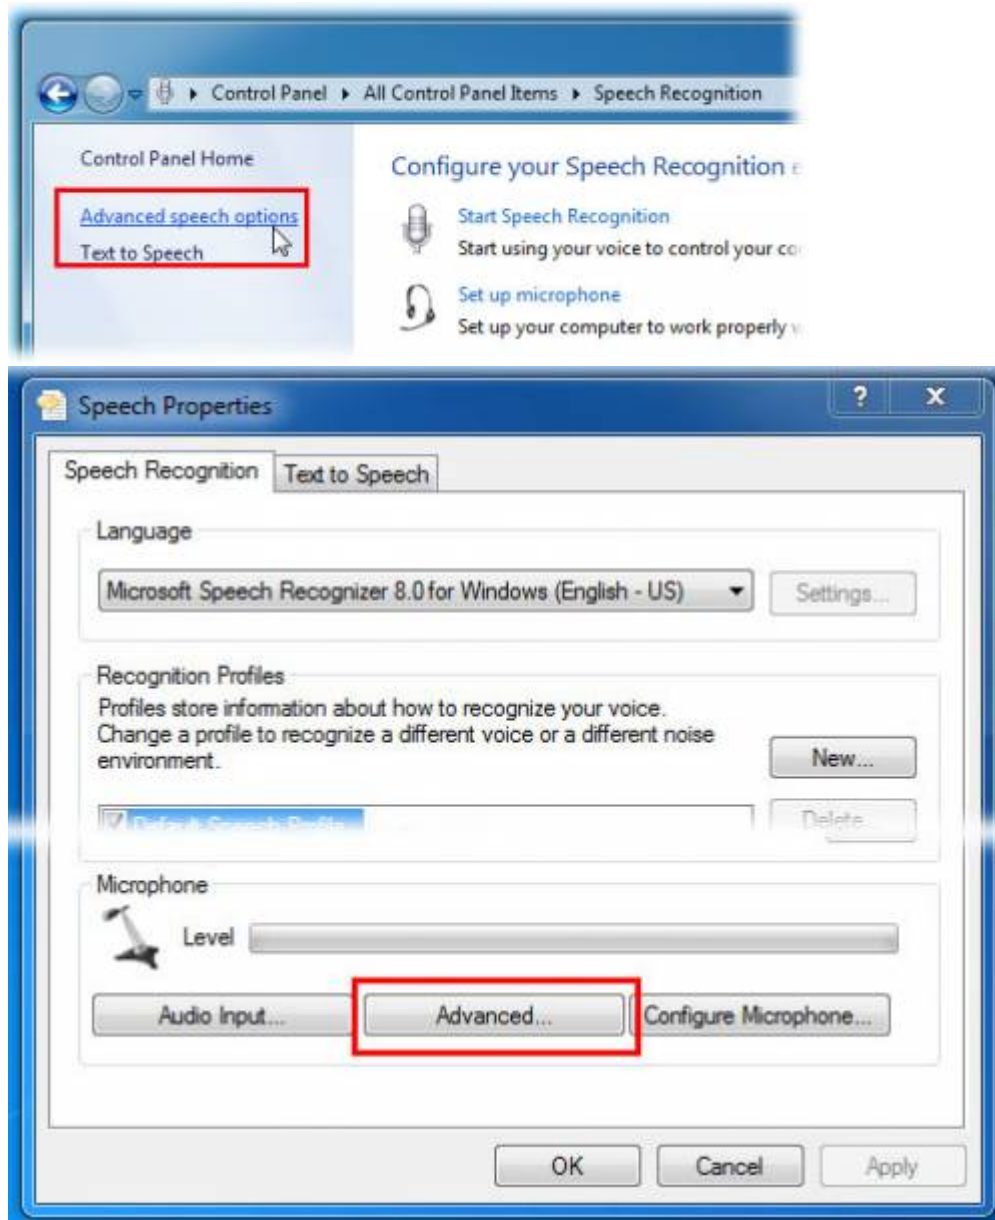 Control Panel ▸ All Control Panel Items ▸ Speech Recognition
Control Panel Home
Advanced speech options
Text to Speech
Configure your Speech Recognition
Start Speech Recognition
Start using your voice to control your
Set up microphone
Set up your computer to work properly
Speech Properties
Speech Recognition
Text to Speech
Language
Microsoft Speech Recognizer 8.0 for Windows (English - US)
Settings...
Recognition Profiles
Profiles store information about how to recognize your voice.
Change a profile to recognize a different voice or a different noise
environment.
New...
Default Speech Profile
Delete...
Microphone
Level
Audio Input...
Advanced...
Configure Microphone...
OK
Cancel
Apply